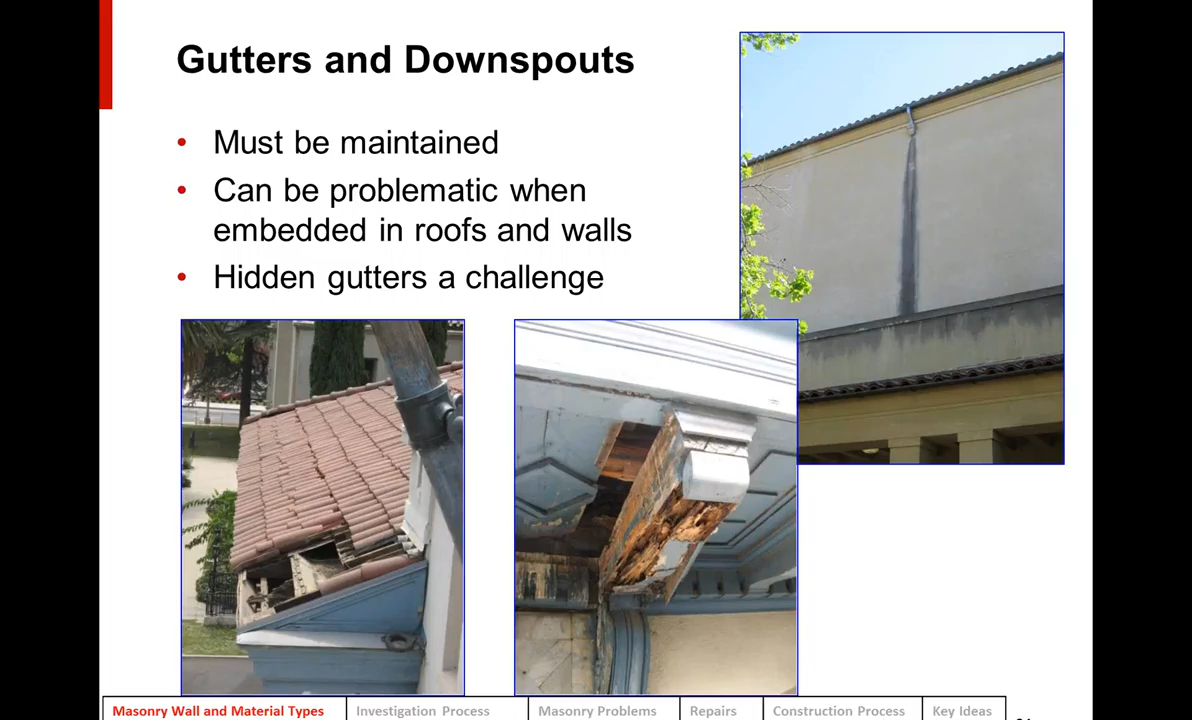 Gutters and Downspouts
• Must be maintained
• Can be problematic when
embedded in roofs and walls
• Hidden gutters a challenge
Masonry Wall and Material Types
Investigation Process
Masonry Problems
Repairs
Construction Process
Key Ideas